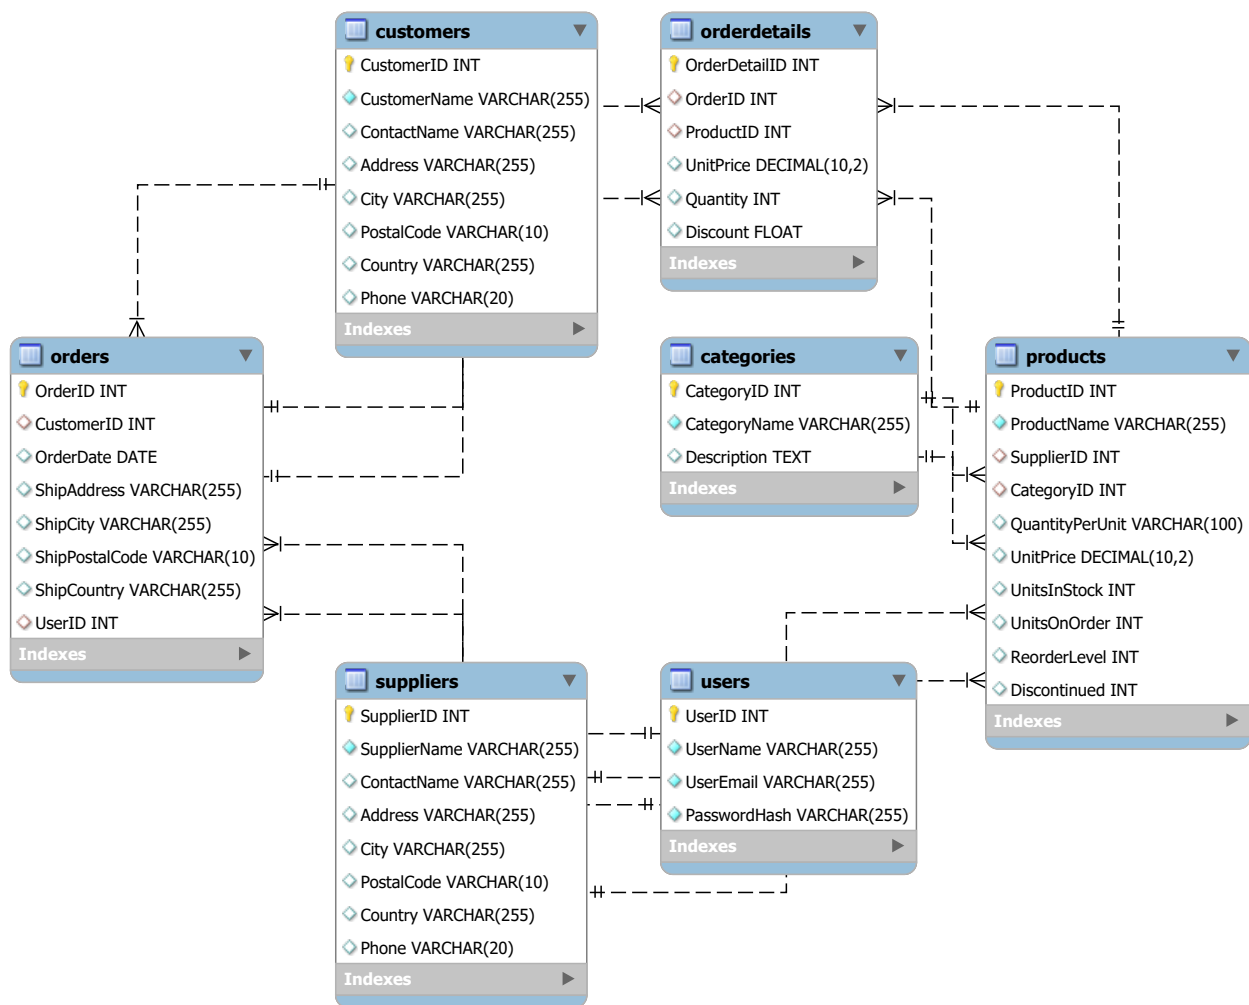 customers
CustomerID INT
CustomerName VARCHAR(255)
ContactName VARCHAR(255)
Address VARCHAR(255)
City VARCHAR(255)
PostalCode VARCHAR(10)
Country VARCHAR(255)
Phone VARCHAR(20)
Indexes
orderdetails
OrderDetailID INT
OrderID INT
ProductID INT
UnitPrice DECIMAL(10,2)
Quantity INT
Discount FLOAT
Indexes
orders
OrderID INT
CustomerID INT
OrderDate DATE
ShipAddress VARCHAR(255)
ShipCity VARCHAR(255)
ShipPostalCode VARCHAR(10)
ShipCountry VARCHAR(255)
UserID INT
Indexes
categories
CategoryID INT
CategoryName VARCHAR(255)
Description TEXT
Indexes
products
ProductID INT
ProductName VARCHAR(255)
SupplierID INT
CategoryID INT
QuantityPerUnit VARCHAR(100)
UnitPrice DECIMAL(10,2)
UnitsInStock INT
UnitsOnOrder INT
ReorderLevel INT
Discontinued INT
Indexes
suppliers
SupplierID INT
SupplierName VARCHAR(255)
ContactName VARCHAR(255)
Address VARCHAR(255)
City VARCHAR(255)
PostalCode VARCHAR(10)
Country VARCHAR(255)
Phone VARCHAR(20)
Indexes
users
UserID INT
UserName VARCHAR(255)
UserEmail VARCHAR(255)
PasswordHash VARCHAR(255)
Indexes